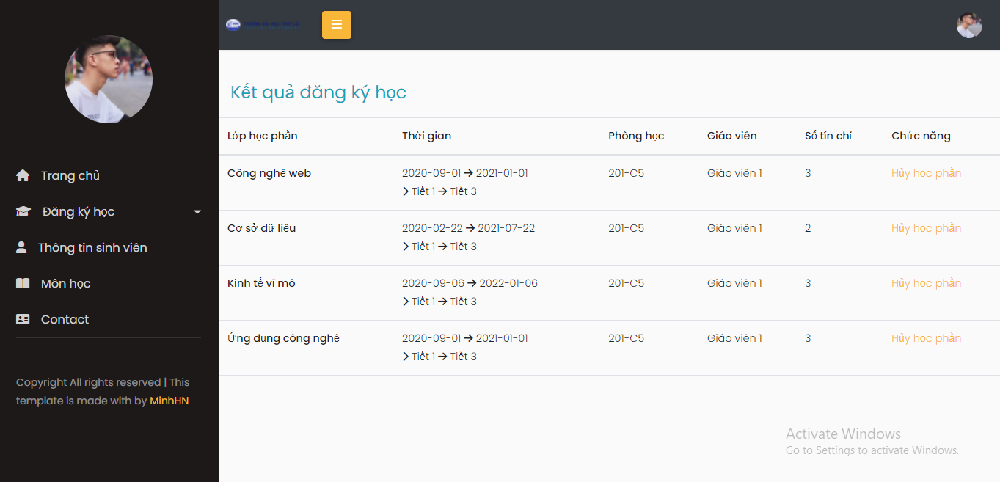 Trang chủ
Đăng ký học
Thông tin sinh viên
Môn học
Contact
Copyright All rights reserved | This
template is made with by MinhHN
Kết quả đăng ký học
Lớp học phần Thời gian Phòng học Giáo viên Số tín chỉ Chức năng
Công nghệ web 2020-09-01 → 2021-01-01 201-C5 Giáo viên 1 3 Hủy học phần
> Tiết 1 → Tiết 3
Cơ sở dữ liệu 2020-02-22 → 2021-07-22 201-C5 Giáo viên 1 2 Hủy học phần
> Tiết 1 → Tiết 3
Kinh tế vĩ mô 2020-09-06 → 2022-01-06 201-C5 Giáo viên 1 3 Hủy học phần
> Tiết 1 → Tiết 3
Ứng dụng công nghệ 2020-09-01 → 2021-01-01 201-C5 Giáo viên 1 3 Hủy học phần
> Tiết 1 → Tiết 3
Activate Windows
Go to Settings to activate Windows.